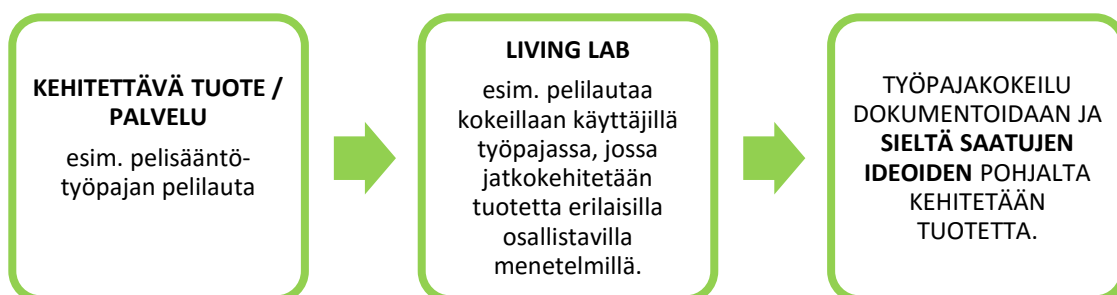 KEHITETTÄVÄ TUOTE /
PALVELU
esim. pelisääntö-
työpajan pelilauta
LIVING LAB
esim. pelilautaa
kokeillaan käyttäjillä
työpajassa, jossa
jatkokehitetään
tuotetta erilaisilla
osallistavilla
menetelmillä.
TYÖPAJAKOKEILU
DOKUMENTOIDAAN JA
SIELTÄ SAATUJEN
IDEOIDEN POHJALTA
KEHITETÄÄN
TUOTETTA.